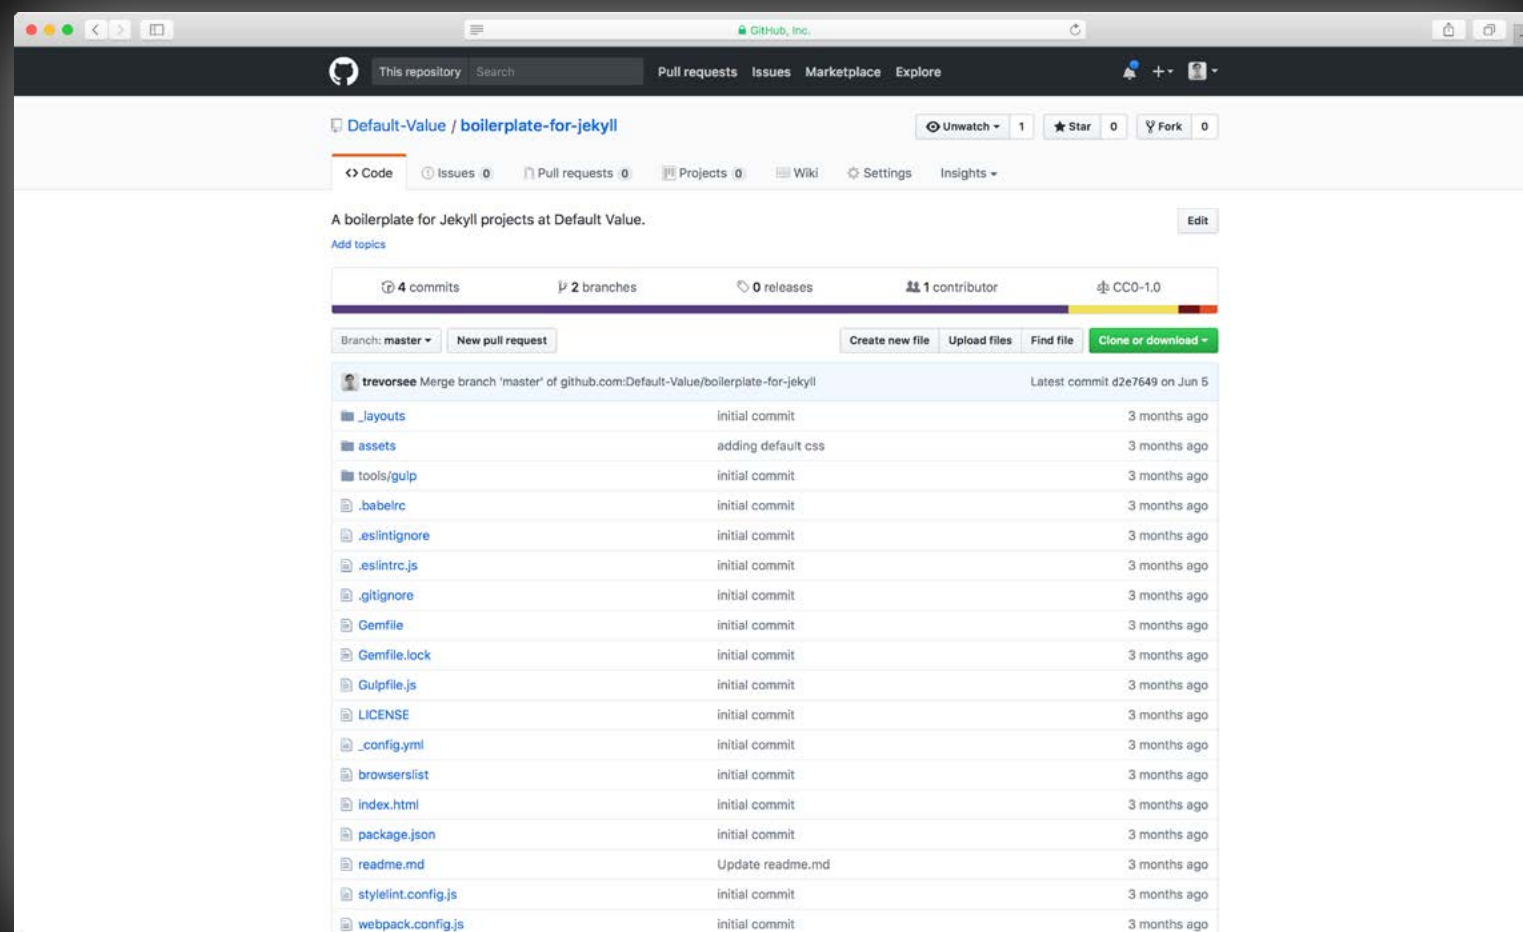 GitHub, Inc.
This repository Search Pull requests Issues Marketplace Explore
Default-Value / boilerplate-for-jekyll Unwatch 1 Star 0 Fork 0
Code Issues 0 Pull requests 0 Projects 0 Wiki Settings Insights
A boilerplate for Jekyll projects at Default Value. Edit
Add topics
4 commits 2 branches 0 releases 1 contributor CC0-1.0
Branch: master New pull request Create new file Upload files Find file Clone or download
trevorsee Merge branch 'master' of github.com:Default-Value/boilerplate-for-jekyll Latest commit d2e7649 on Jun 5
_layouts initial commit 3 months ago
assets adding default css 3 months ago
tools/gulp initial commit 3 months ago
.babelrc initial commit 3 months ago
.eslintignore initial commit 3 months ago
.eslintrc.js initial commit 3 months ago
.gitignore initial commit 3 months ago
Gemfile initial commit 3 months ago
Gemfile.lock initial commit 3 months ago
Gulpfile.js initial commit 3 months ago
LICENSE initial commit 3 months ago
_config.yml initial commit 3 months ago
browserslist initial commit 3 months ago
index.html initial commit 3 months ago
package.json initial commit 3 months ago
readme.md Update readme.md 3 months ago
stylelint.config.js initial commit 3 months ago
webpack.config.js initial commit 3 months ago